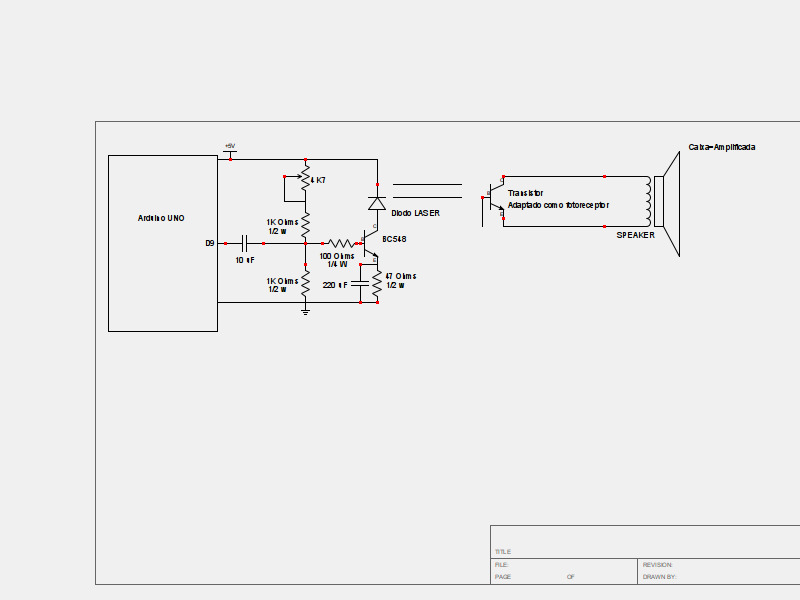 +5V
Caixa-Amplificada
4K7
C
B
E
Transistor
Adaptado como fotoreceptor
Arduino UNO
Diodo LASER
1K Ohms
1/2 w
C
B
E
BC548
SPEAKER
D9
100 Ohms
1/4 W
10 uF
1K Ohms
1/2 w
220 uF
47 Ohms
1/2 w
TITLE
FILE:
REVISION:
PAGE OF
DRAWN BY: